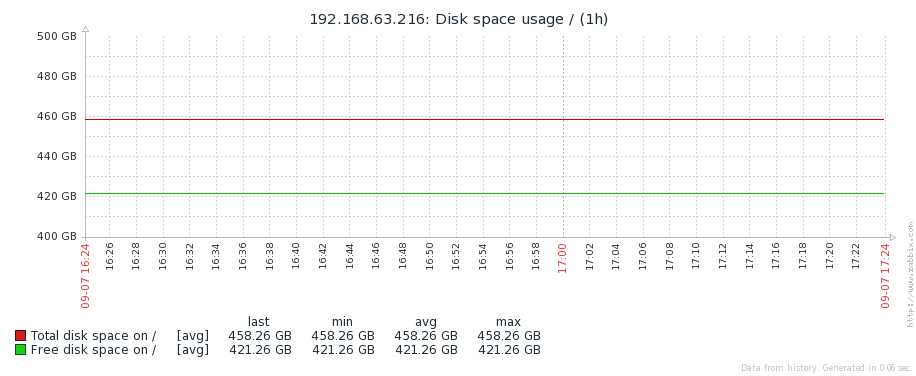 192.168.63.216: Disk space usage / (1h)
500 GB
480 GB
460 GB
440 GB
420 GB
400 GB
09-07 16:24
16:26
16:28
16:30
16:32
16:34
16:36
16:38
16:40
16:42
16:44
16:46
16:48
16:50
16:52
16:54
16:56
16:58
17:00
17:02
17:04
17:06
17:08
17:10
17:12
17:14
17:16
17:18
17:20
17:22
09-07 17:24
http://www.zabbix.com
last min avg max
Total disk space on / [avg] 458.26 GB 458.26 GB 458.26 GB 458.26 GB
Free disk space on / [avg] 421.26 GB 421.26 GB 421.26 GB 421.26 GB
Data from history. Generated in 0.06 sec.